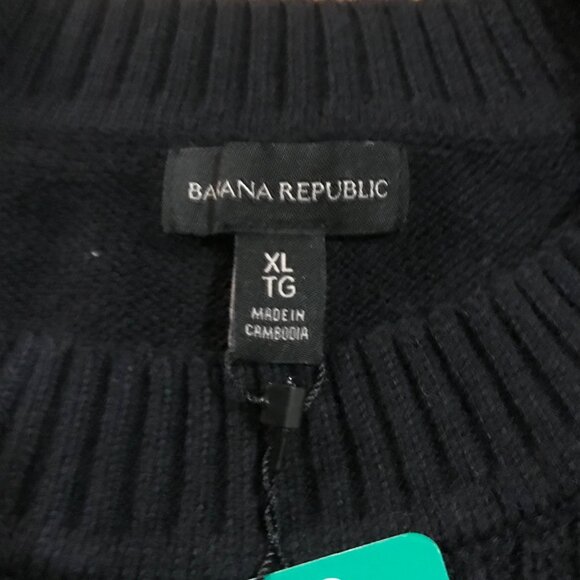 BANANA REPUBLIC
XL
TG
MADE IN
CAMBODIA